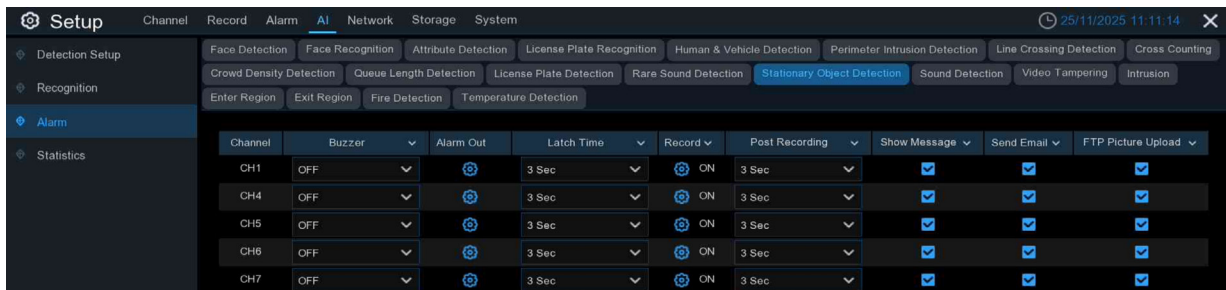 Setup Channel Record Alarm AI Network Storage System 25/11/2025 11:11:14
Detection Setup
Recognition
Alarm
Statistics
Face Detection Face Recognition Attribute Detection License Plate Recognition Human & Vehicle Detection Perimeter Intrusion Detection Line Crossing Detection Cross Counting
Crowd Density Detection Queue Length Detection License Plate Detection Rare Sound Detection Stationary Object Detection Sound Detection Video Tampering Intrusion
Enter Region Exit Region Fire Detection Temperature Detection
Channel Buzzer Alarm Out Latch Time Record Post Recording Show Message Send Email FTP Picture Upload
CH1 OFF 3 Sec ON 3 Sec
CH4 OFF 3 Sec ON 3 Sec
CH5 OFF 3 Sec ON 3 Sec
CH6 OFF 3 Sec ON 3 Sec
CH7 OFF 3 Sec ON 3 Sec